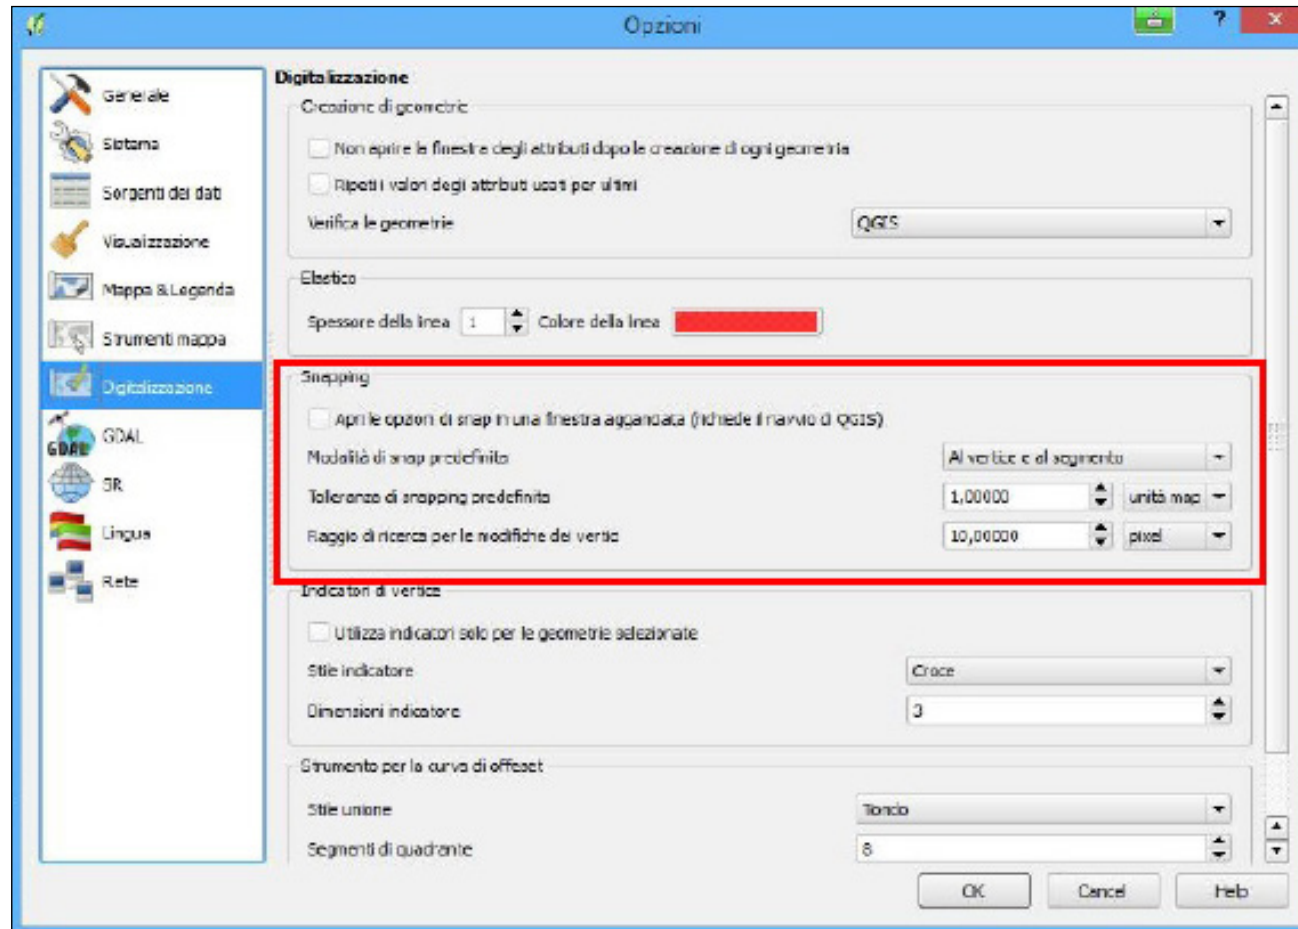 Opzioni
?
x
Generale
Sistema
Sorgenti dei dati
Visualizzazione
Mappa & Legenda
Strumenti mappa
Digitalizzazione
GDAL
GDAL
SR
Lingua
Rete
Digitalizzazione
Creazione di geometrie
Non aprire la finestra degli attributi dopo la creazione di ogni geometria
Ripeti i valori degli attributi usati per ultimi
Verifica le geometrie QGIS
Elastico
Spessore della linea 1 Colore della linea
Snapping
Apri le opzioni di snap in una finestra agganciata (richiede il riavvio di QGIS)
Modalità di snap predefinita Al vertice e al segmento
Tolleranza di snapping predefinita 1,00000 unità map
Raggio di ricerca per le modifiche dei vertici 10,00000 pixel
Indicatori di vertice
Utilizza indicatori solo per le geometrie selezionate
Stile indicatore Croce
Dimensioni indicatore 3
Strumento per la curva di offeset
Stile unione Tondo
Segmenti di quadrante 8
OK Cancel Help